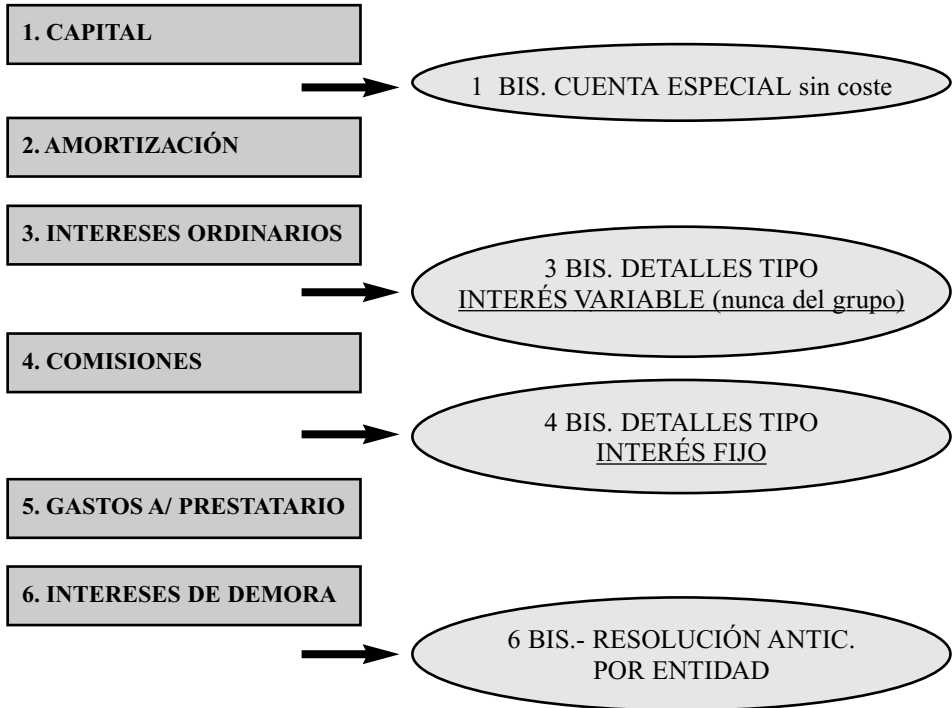 1. CAPITAL
1 BIS. CUENTA ESPECIAL sin coste
2. AMORTIZACIÓN
3. INTERESES ORDINARIOS
3 BIS. DETALLES TIPO
INTERÉS VARIABLE (nunca del grupo)
4. COMISIONES
4 BIS. DETALLES TIPO
INTERÉS FIJO
5. GASTOS A/ PRESTATARIO
6. INTERESES DE DEMORA
6 BIS.- RESOLUCIÓN ANTIC.
POR ENTIDAD